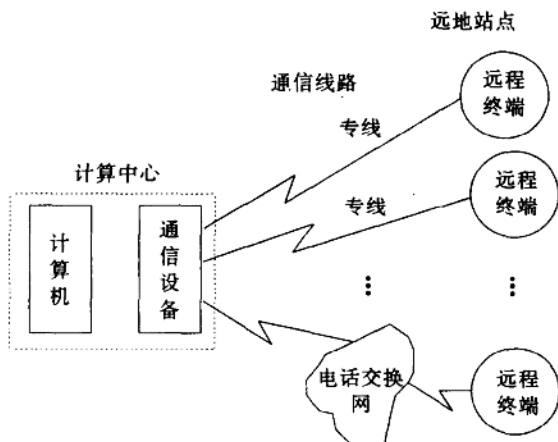 远地站点
通信线路
远程
终端
专线
计算中心
远程
终端
专线
计算机
通信设备
电话交换
网
远程
终端